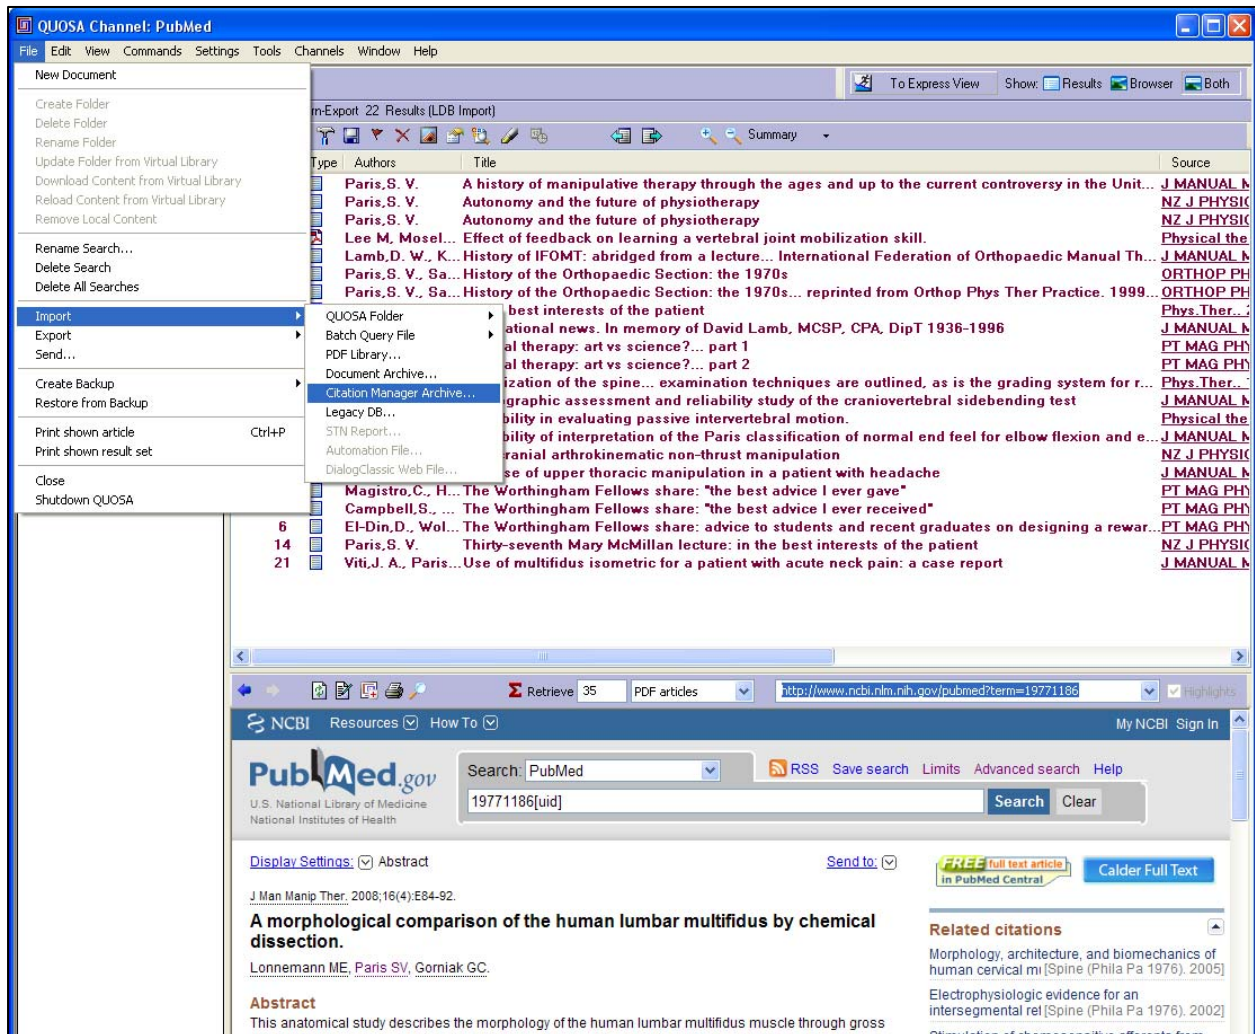 QUOSA Channel: PubMed
File Edit View Commands Settings Tools Channels Window Help
New Document
Create Folder
Delete Folder
Rename Folder
Update Folder from Virtual Library
Download Content from Virtual Library
Reload Content from Virtual Library
Remove Local Content
Rename Search...
Delete Search
Delete All Searches
Import
Export
Send...
Create Backup
Restore from Backup
Print shown article Ctrl+P
Print shown result set
Close
Shutdown QUOSA
QUOSA Folder
Batch Query File
PDF Library...
Document Archive...
Citation Manager Archive...
Legacy DB...
STN Report...
Automation File...
DialogClassic Web File...
To Express View Show: Results Browser Both
rn-Export 22 Results (LDB Import)
Summary
Type Authors Title Source
Paris,S. V. A history of manipulative therapy through the ages and up to the current controversy in the Unit... J MANUAL M
Paris,S. V. Autonomy and the future of physiotherapy NZ J PHYSIO
Paris,S. V. Autonomy and the future of physiotherapy NZ J PHYSIO
Lee M, Mosel... Effect of feedback on learning a vertebral joint mobilization skill. Physical the
Lamb,D. W., K... History of IFOMT: abridged from a lecture... International Federation of Orthopaedic Manual Th... J MANUAL M
Paris,S. V., Sa... History of the Orthopaedic Section: the 1970s ORTHOP PH
Paris,S. V., Sa... History of the Orthopaedic Section: the 1970s... reprinted from Orthop Phys Ther Practice. 1999... ORTHOP PH
best interests of the patient Phys.Ther.. 2
ational news. In memory of David Lamb, MCSP, CPA, DipT 1936-1996 J MANUAL M
al therapy: art vs science?... part 1 PT MAG PHY
al therapy: art vs science?... part 2 PT MAG PHY
ization of the spine... examination techniques are outlined, as is the grading system for r... Phys.Ther..
graphic assessment and reliability study of the craniovertebral sidebending test J MANUAL M
bility in evaluating passive intervertebral motion. Physical the
bility of interpretation of the Paris classification of normal end feel for elbow flexion and e... J MANUAL M
cranial arthrokinematic non-thrust manipulation NZ J PHYSIO
se of upper thoracic manipulation in a patient with headache J MANUAL M
Magistro,C., H... The Worthingham Fellows share: "the best advice I ever gave" PT MAG PHY
Campbell,S., ... The Worthingham Fellows share: "the best advice I ever received" PT MAG PHY
6 El-Din,D., Wol... The Worthingham Fellows share: advice to students and recent graduates on designing a rewar... PT MAG PHY
14 Paris,S. V. Thirty-seventh Mary McMillan lecture: in the best interests of the patient NZ J PHYSIO
21 Viti,J. A., Paris... Use of multifidus isometric for a patient with acute neck pain: a case report J MANUAL M
Σ Retrieve 35 PDF articles http://www.ncbi.nlm.nih.gov/pubmed?term=19771186 Highlights
NCBI Resources How To My NCBI Sign In
PubMed.gov
U.S. National Library of Medicine
National Institutes of Health
Search: PubMed
RSS Save search Limits Advanced search Help
19771186[uid] Search Clear
Display Settings: Abstract Send to:
FREE full text article in PubMed Central
Calder Full Text
J Man Manip Ther. 2008;16(4):E84-92.
A morphological comparison of the human lumbar multifidus by chemical
dissection.
Lonnemann ME, Paris SV, Gorniak GC.
Abstract
This anatomical study describes the morphology of the human lumbar multifidus muscle through gross
Related citations
Morphology, architecture, and biomechanics of
human cervical mu [Spine (Phila Pa 1976). 2005]
Electrophysiologic evidence for an
intersegmental ref [Spine (Phila Pa 1976). 2002]